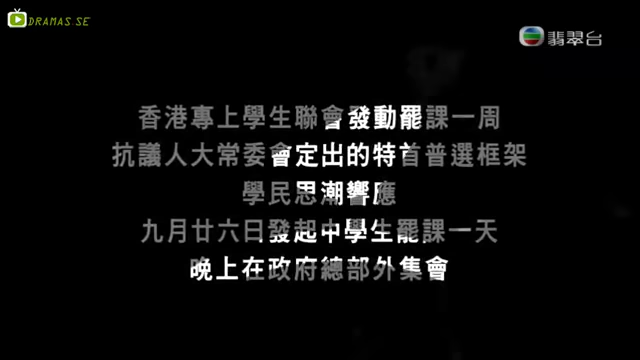 DRAMAS.SE
翡翠台
香港專上學生聯會發動罷課一周
抗議人大常委會定出的特首普選框架
學民思潮響應
九月廿六日發起中學生罷課一天
晚上在政府總部外集會